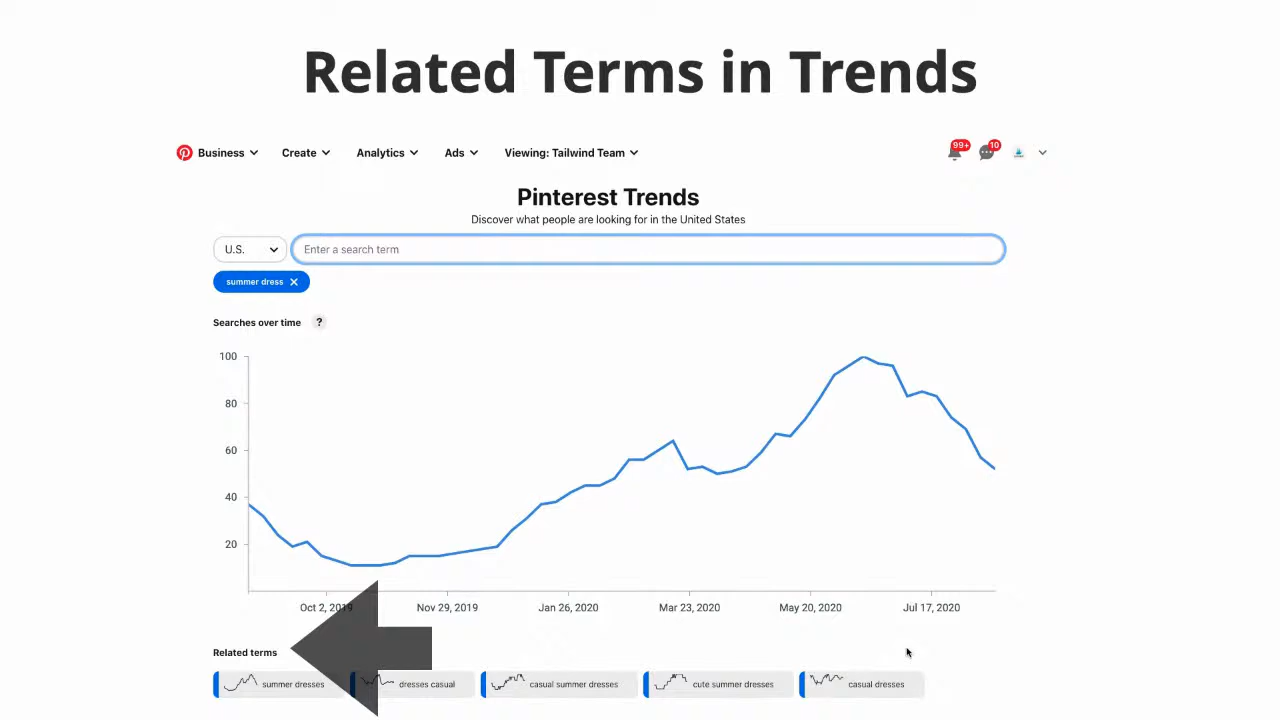 Related Terms in Trends
Business Create Analytics Ads Viewing: Tailwind Team 99+ 10
Pinterest Trends
Discover what people are looking for in the United States
U.S. Enter a search term
summer dress
Searches over time ?
100
80
60
40
20
Oct 2, 2019 Nov 29, 2019 Jan 26, 2020 Mar 23, 2020 May 20, 2020 Jul 17, 2020
Related terms
summer dresses dresses casual casual summer dresses cute summer dresses casual dresses